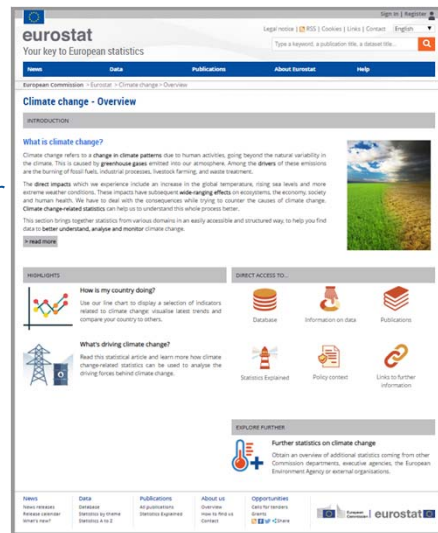 Sign in | Register
eurostat
Your key to European statistics
Legal notice | RSS | Cookies | Links | Contact English
Type a keyword, a publication title, a dataset title...
News Data Publications About Eurostat Help
European Commission > Eurostat > Climate change > Overview
Climate change - Overview
INTRODUCTION
What is climate change?
Climate change refers to a change in climate patterns due to human activities, going beyond the natural variability in
the climate. This is caused by greenhouse gases emitted into our atmosphere. Among the drivers of these emissions
are the burning of fossil fuels, industrial processes, livestock farming, and waste treatment.
The direct impacts which we experience include an increase in the global temperature, rising sea levels and more
extreme weather conditions. These impacts have subsequent wide-ranging effects on ecosystems, the economy, society
and human health. We have to deal with the consequences while trying to counter the causes of climate change.
Climate change-related statistics can help us to understand this whole process better.
This section brings together statistics from various domains in an easily accessible and structured way, to help you find
data to better understand, analyse and monitor climate change.
> read more
HIGHLIGHTS
How is my country doing?
Use our line chart to display a selection of indicators
related to climate change: visualise latest trends and
compare your country to others.
What's driving climate change?
Read this statistical article and learn more how climate
change-related statistics can be used to analyse the
driving forces behind climate change.
DIRECT ACCESS TO...
Database Information on data Publications
Statistics Explained Policy context Links to further
information
EXPLORE FURTHER
Further statistics on climate change
Obtain an overview of additional statistics coming from other
Commission departments, executive agencies, the European
Environment Agency or external organisations.
News Data Publications About us Opportunities
News releases Database All publications Overview Calls for tenders
Release calendar Statistics by theme Statistics Explained How to find us Grants
What's new? Statistics A to Z Contact Share
European
Commission eurostat